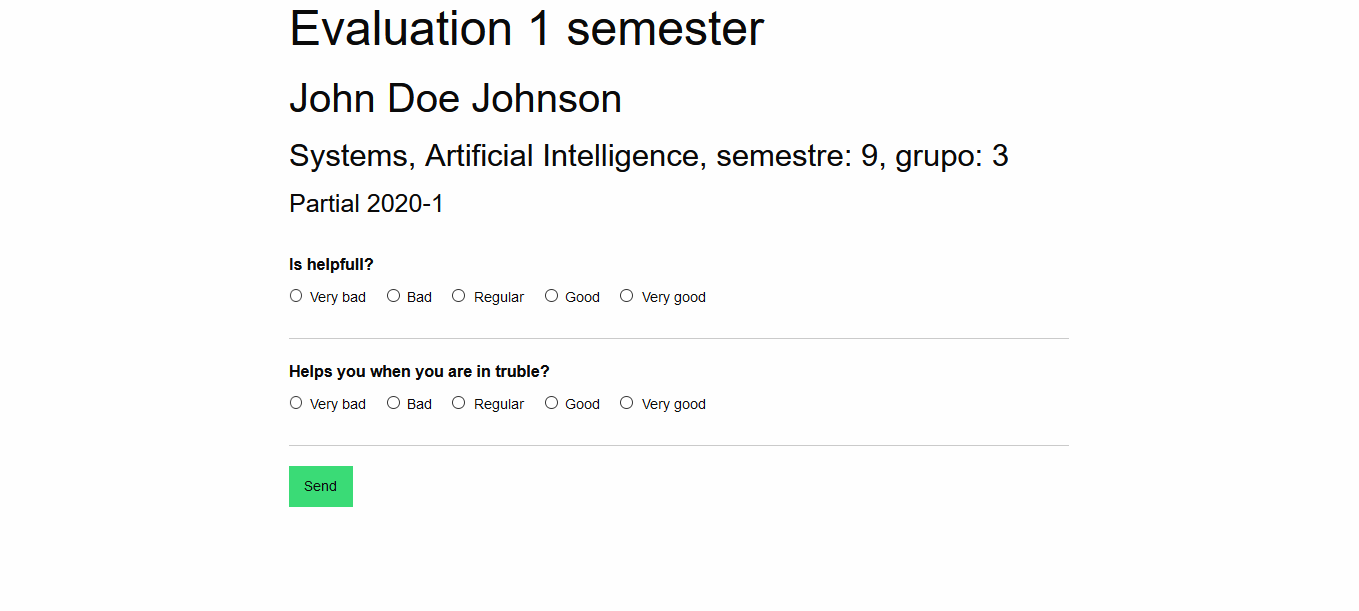 Evaluation 1 semester
John Doe Johnson
Systems, Artificial Intelligence, semestre: 9, grupo: 3
Partial 2020-1
Is helpfull?
Very bad Bad Regular Good Very good
Helps you when you are in truble?
Very bad Bad Regular Good Very good
Send